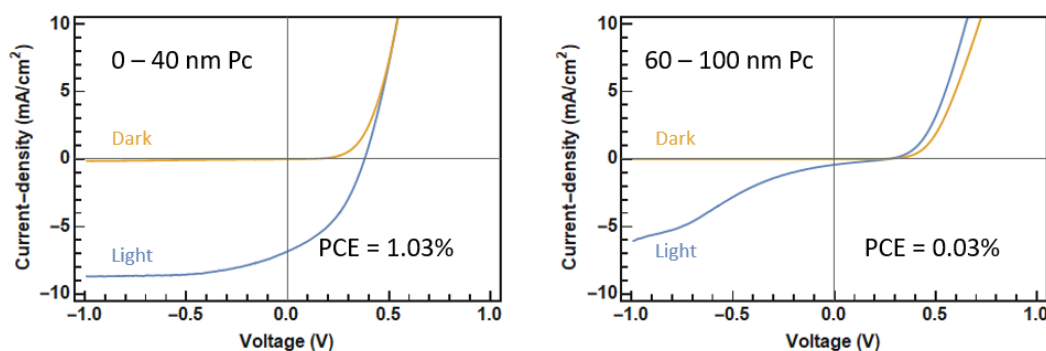 10
0 – 40 nm Pc
5
Dark
0
-5
Light
PCE = 1.03%
-10
-1.0 -0.5 0.0 0.5 1.0
Voltage (V)
Current-density (mA/cm²)
10
60 – 100 nm Pc
5
Dark
0
-5
Light
PCE = 0.03%
-10
-1.0 -0.5 0.0 0.5 1.0
Voltage (V)
Current-density (mA/cm²)